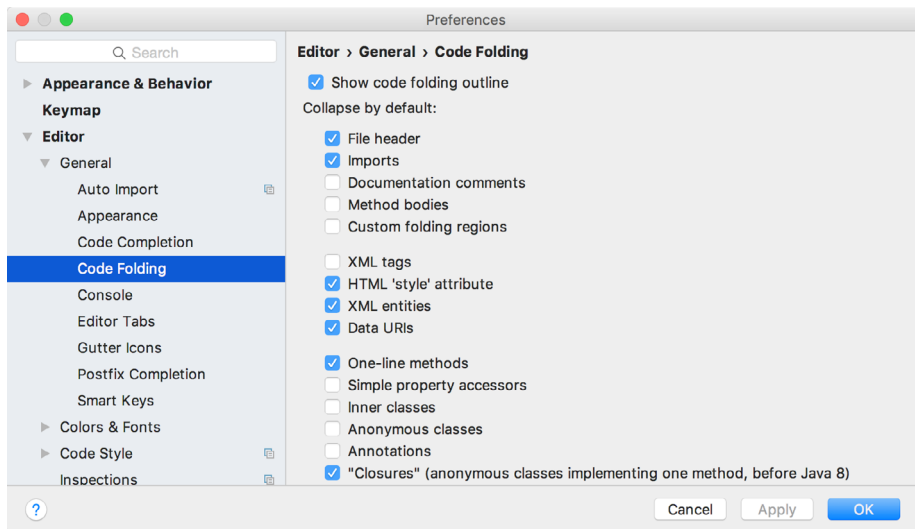 Preferences
Search
Appearance & Behavior
Keymap
Editor
General
Auto Import
Appearance
Code Completion
Code Folding
Console
Editor Tabs
Gutter Icons
Postfix Completion
Smart Keys
Colors & Fonts
Code Style
Inspections
Editor › General › Code Folding
Show code folding outline
Collapse by default:
File header
Imports
Documentation comments
Method bodies
Custom folding regions
XML tags
HTML 'style' attribute
XML entities
Data URIs
One-line methods
Simple property accessors
Inner classes
Anonymous classes
Annotations
"Closures" (anonymous classes implementing one method, before Java 8)
?
Cancel
Apply
OK